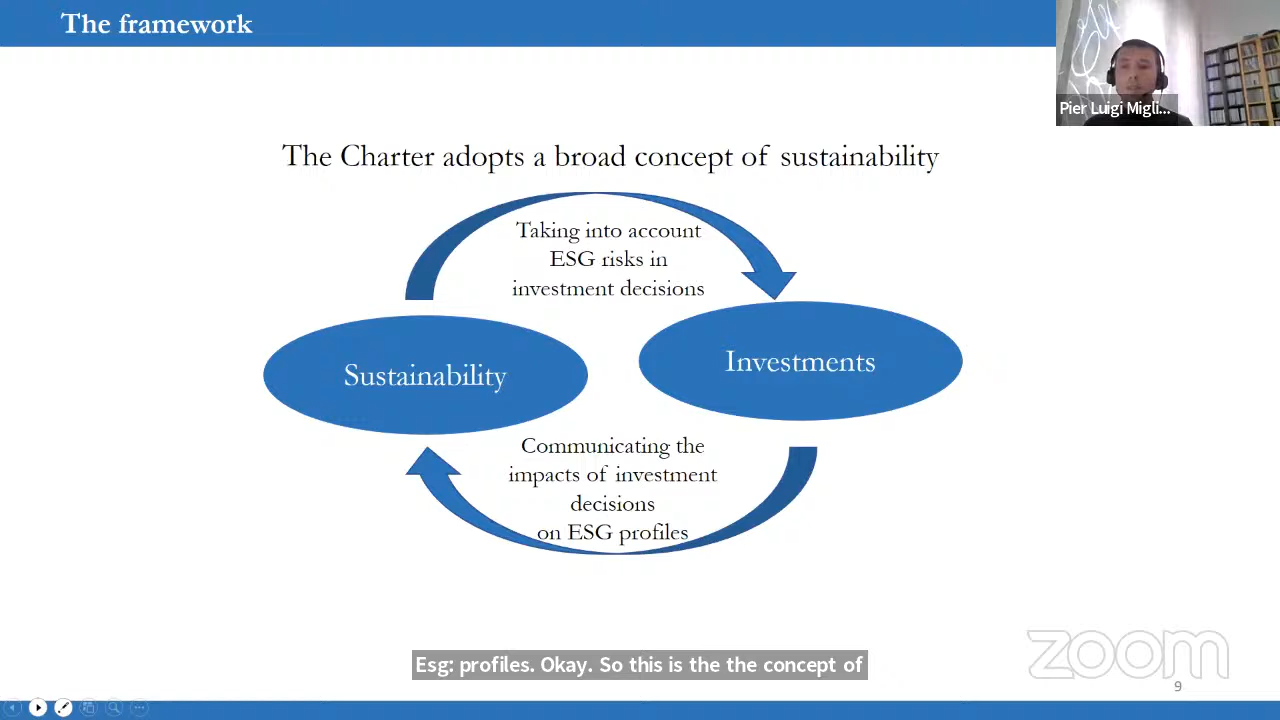 The framework
Pier Luigi Migli...
The Charter adopts a broad concept of sustainability
Taking into account
ESG risks in
investment decisions
Sustainability
Investments
Communicating the
impacts of investment
decisions
on ESG profiles
Esg: profiles. Okay. So this is the the concept of
zoom
9